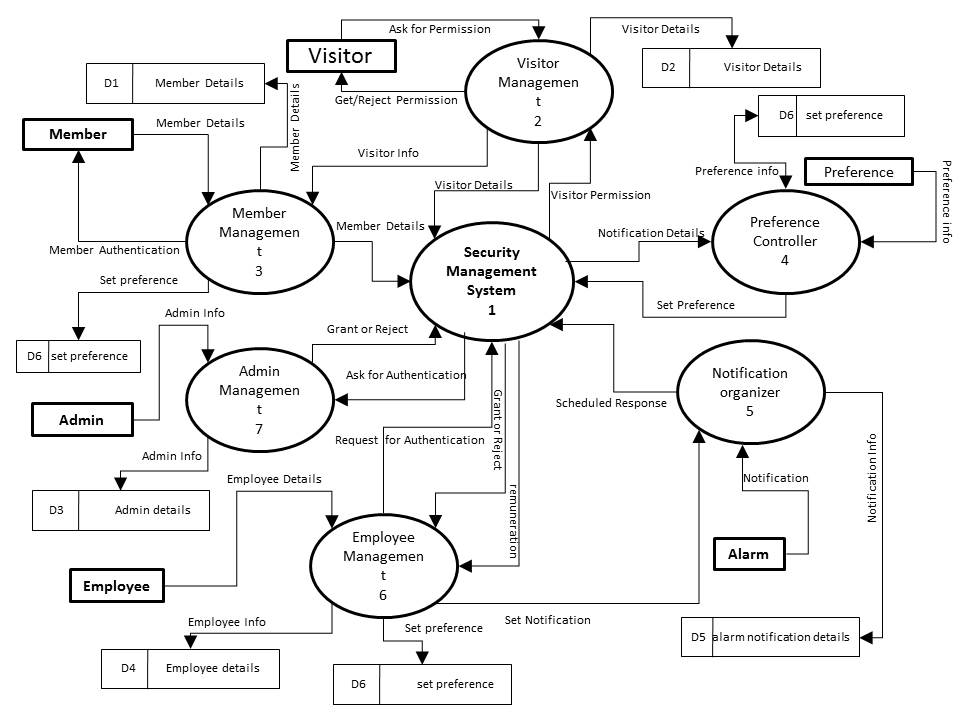 Ask for Permission
Visitor Details
Visitor
Visitor
Managemen
t
2
D1 Member Details
D2 Visitor Details
Get/Reject Permission
Member Details
D6 set preference
Member
Member Details
Visitor Info
Preference info
Preference
Preference info
Visitor Details
Visitor Permission
Member
Managemen
t
3
Member Details
Notification Details
Preference
Controller
4
Member Authentication
Security
Management
System
1
Set preference
Set Preference
Admin Info
Grant or Reject
D6 set preference
Admin
Managemen
t
7
Ask for Authentication
Notification
organizer
5
Scheduled Response
Admin
Grant or Reject
Request for Authentication
Notification Info
Admin Info
Employee Details
Notification
remuneration
D3 Admin details
Employee
Managemen
t
6
Alarm
Employee
Employee Info
Set preference
Set Notification
D5 alarm notification details
D4 Employee details
D6 set preference